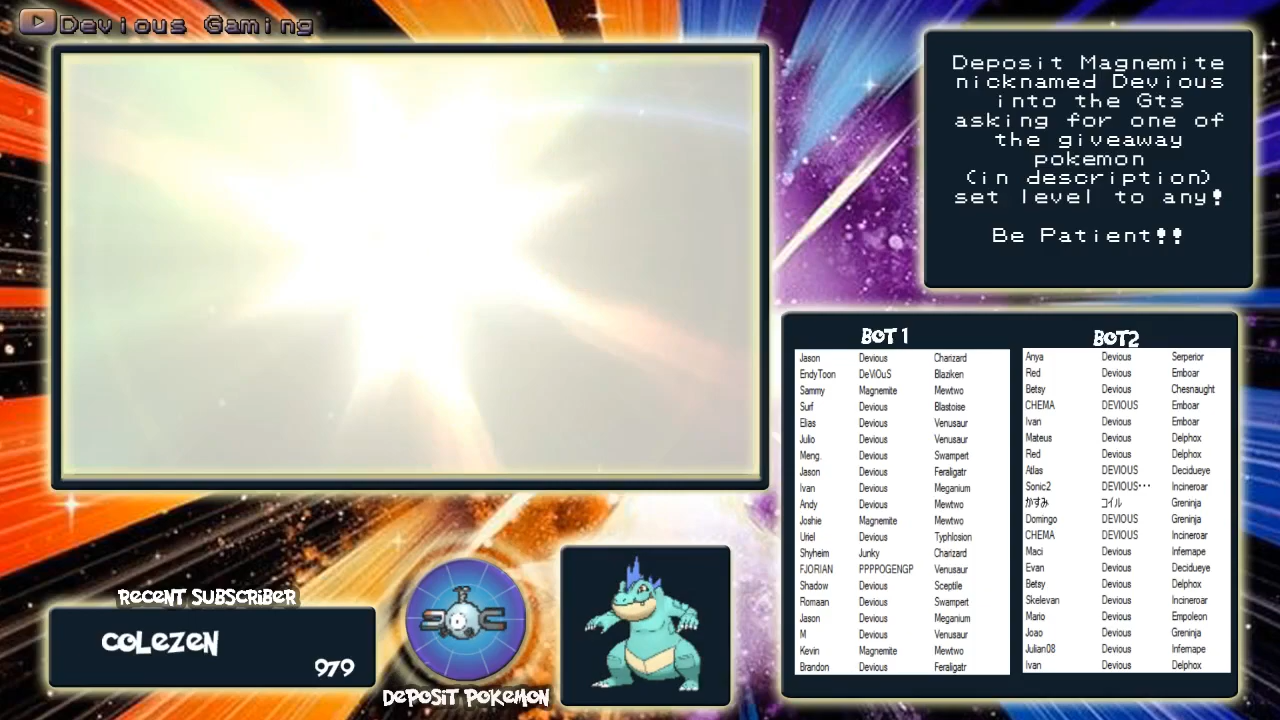 Devious Gaming
Deposit Magnemite
nicknamed Devious
into the Gts
asking for one of
the giveaway
pokemon
(in description)
set level to any!
Be Patient!!
BOT 1
Jason Devious Charizard
EndyToon DeVIOuS Blaziken
Sammy Magnemite Mewtwo
Surf Devious Blastoise
Elias Devious Venusaur
Julio Devious Venusaur
Meng. Devious Swampert
Jason Devious Feraligatr
Ivan Devious Meganium
Andy Devious Mewtwo
Joshie Magnemite Mewtwo
Uriel Devious Typhlosion
Shyheim Junky Charizard
FJORIAN PPPPOGENGP Venusaur
Shadow Devious Sceptile
Romaan Devious Swampert
Jason Devious Meganium
M Devious Venusaur
Kevin Magnemite Mewtwo
Brandon Devious Feraligatr
BOT2
Anya Devious Serperior
Red Devious Emboar
Betsy Devious Chesnaught
CHEMA DEVIOUS Emboar
Ivan Devious Emboar
Mateus Devious Delphox
Red Devious Delphox
Atlas DEVIOUS Decidueye
Sonic2 DEVIOUS… Incineroar
かすみ コイル Greninja
Domingo DEVIOUS Greninja
CHEMA DEVIOUS Incineroar
Maci Devious Infernape
Evan Devious Decidueye
Betsy Devious Delphox
Skelevan Devious Incineroar
Mario Devious Empoleon
Joao Devious Greninja
Julian08 Devious Infernape
Ivan Devious Delphox
RECENT SUBSCRIBER
COLEZEN
979
DEPOSIT POKEMON